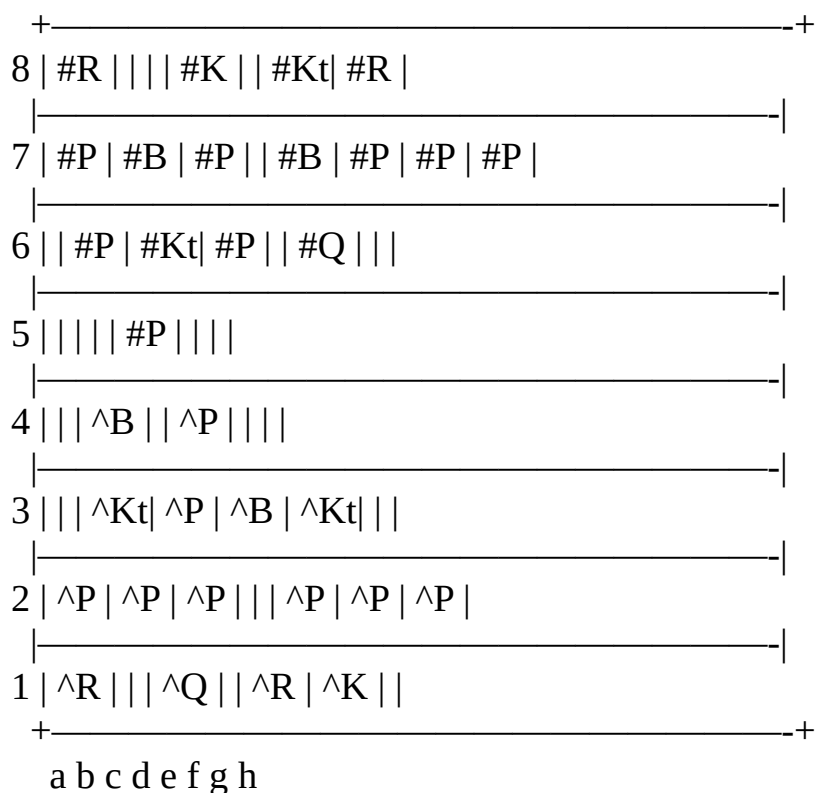 +——————————————————-+
8 | #R | | | | #K | | #Kt| #R |
|——————————————————-|
7 | #P | #B | #P | | #B | #P | #P | #P |
|——————————————————-|
6 | | #P | #Kt| #P | | #Q | | |
|——————————————————-|
5 | | | | | #P | | | |
|——————————————————-|
4 | | | ^B | | ^P | | | |
|——————————————————-|
3 | | | ^Kt| ^P | ^B | ^Kt| | |
|——————————————————-|
2 | ^P | ^P | ^P | | | ^P | ^P | ^P |
|——————————————————-|
1 | ^R | | | ^Q | | ^R | ^K | |
+——————————————————-+
a b c d e f g h